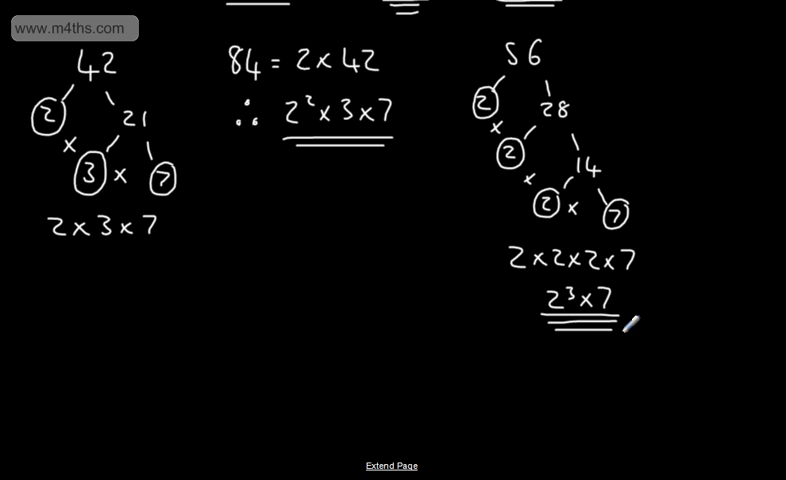 www.m4ths.com
42
2 21
× 3 × 7
2 × 3 × 7
84 = 2 × 42
∴ 2² × 3 × 7
56
2 28
× 2 14
× 2 × 7
2 × 2 × 2 × 7
2³ × 7
Extend Page